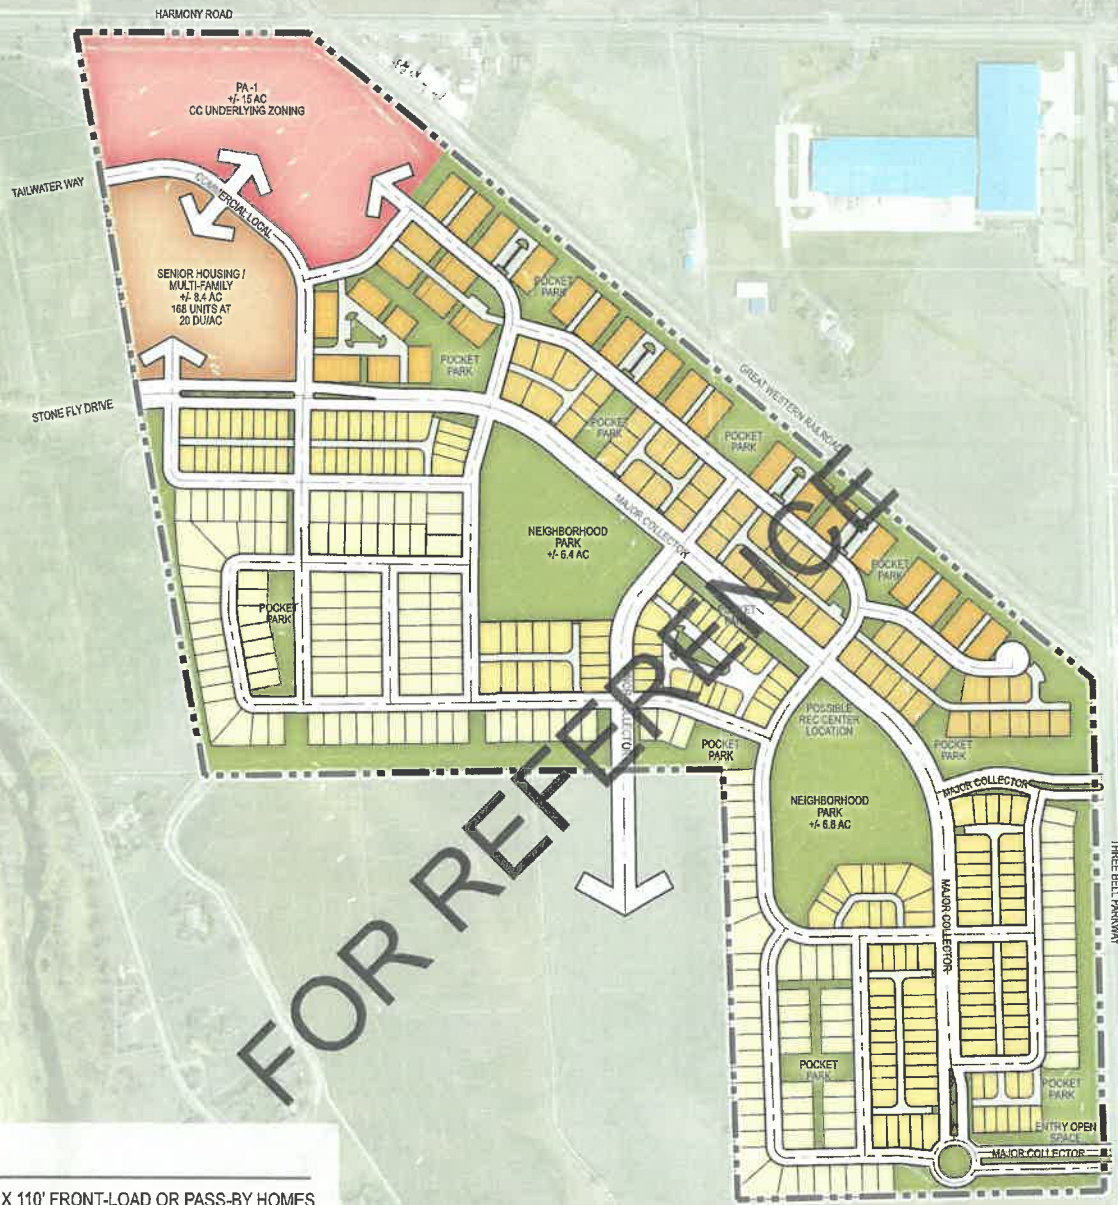 HARMONY ROAD
PA-1
+/- 15 AC
CC UNDERLYING ZONING
TAILWATER WAY
COMMERCIAL LOCAL
SENIOR HOUSING /
MULTI-FAMILY
+/- 8.4 AC
168 UNITS AT
20 DU/AC
POCKET
PARK
POCKET
PARK
GREAT WESTERN RAILROAD
STONE FLY DRIVE
POCKET
PARK
POCKET
PARK
MAJOR COLLECTOR
NEIGHBORHOOD
PARK
+/- 6.4 AC
POCKET
PARK
POCKET
PARK
POCKET
PARK
POSSIBLE
REC CENTER
LOCATION
COLLECTOR
POCKET
PARK
POCKET
PARK
MAJOR COLLECTOR
NEIGHBORHOOD
PARK
+/- 6.8 AC
THREE BELL PARKWAY
MAJOR COLLECTOR
POCKET
PARK
POCKET
PARK
ENTRY OPEN
SPACE
MAJOR COLLECTOR
FOR REFERENCE
X 110' FRONT-LOAD OR PASS-BY HOMES